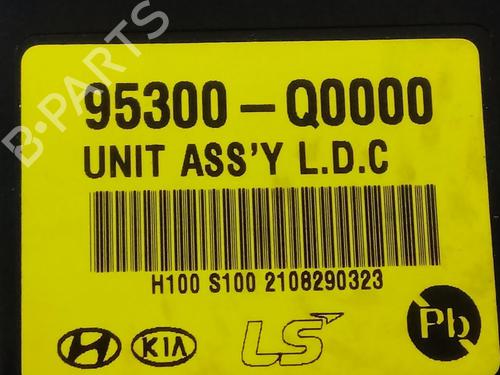 B-PARTS
95300-Q0000
UNIT ASS'Y L.D.C
H100 S100 2108290323
KIA LS Pb